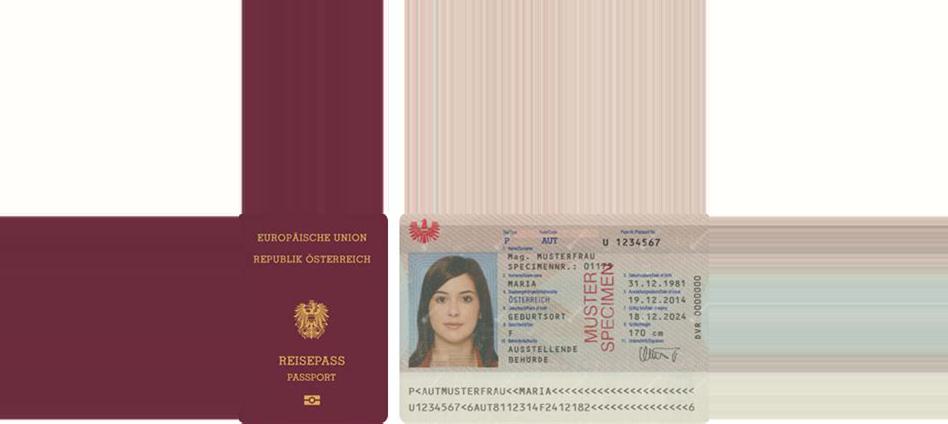 EUROPÄISCHE UNION
REPUBLIK ÖSTERREICH
REISEPASS
PASSPORT
P AUT U 1234567
Mag. MUSTERFRAU
SPECIMENNR.:
MARIA
31.12.1981
ÖSTERREICH
19.12.2014
GEBURTSORT
18.12.2024
F
170 cm
AUSSTELLENDE
BEHÖRDE
MUSTER
SPECIMEN
DVR 0000000
P<AUTMUSTERFRAU<<MARIA<<<<<<<<<<<<<<<<<<<<<<
U1234567<6AUT8112314F2412182<<<<<<<<<<<<<<<6